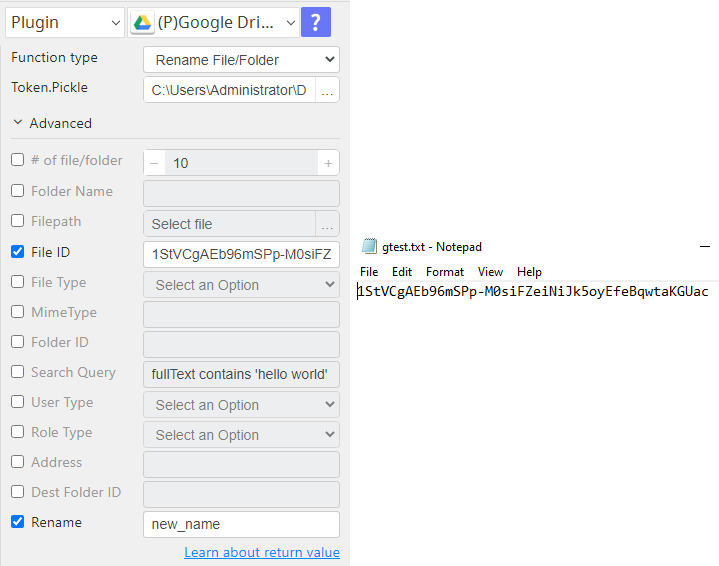 Plugin (P)Google Dri... ?
Function type Rename File/Folder
Token.Pickle C:\Users\Administrator\D ...
Advanced
# of file/folder − 10 +
Folder Name
Filepath Select file ...
File ID 1StVCgAEb96mSPp-M0siFZ
File Type Select an Option
MimeType
Folder ID
Search Query fullText contains 'hello world'
User Type Select an Option
Role Type Select an Option
Address
Dest Folder ID
Rename new_name
Learn about return value
gtest.txt - Notepad
File Edit Format View Help
1StVCgAEb96mSPp-M0siFZeiNiJk5oyEfeBqwtaKGUac